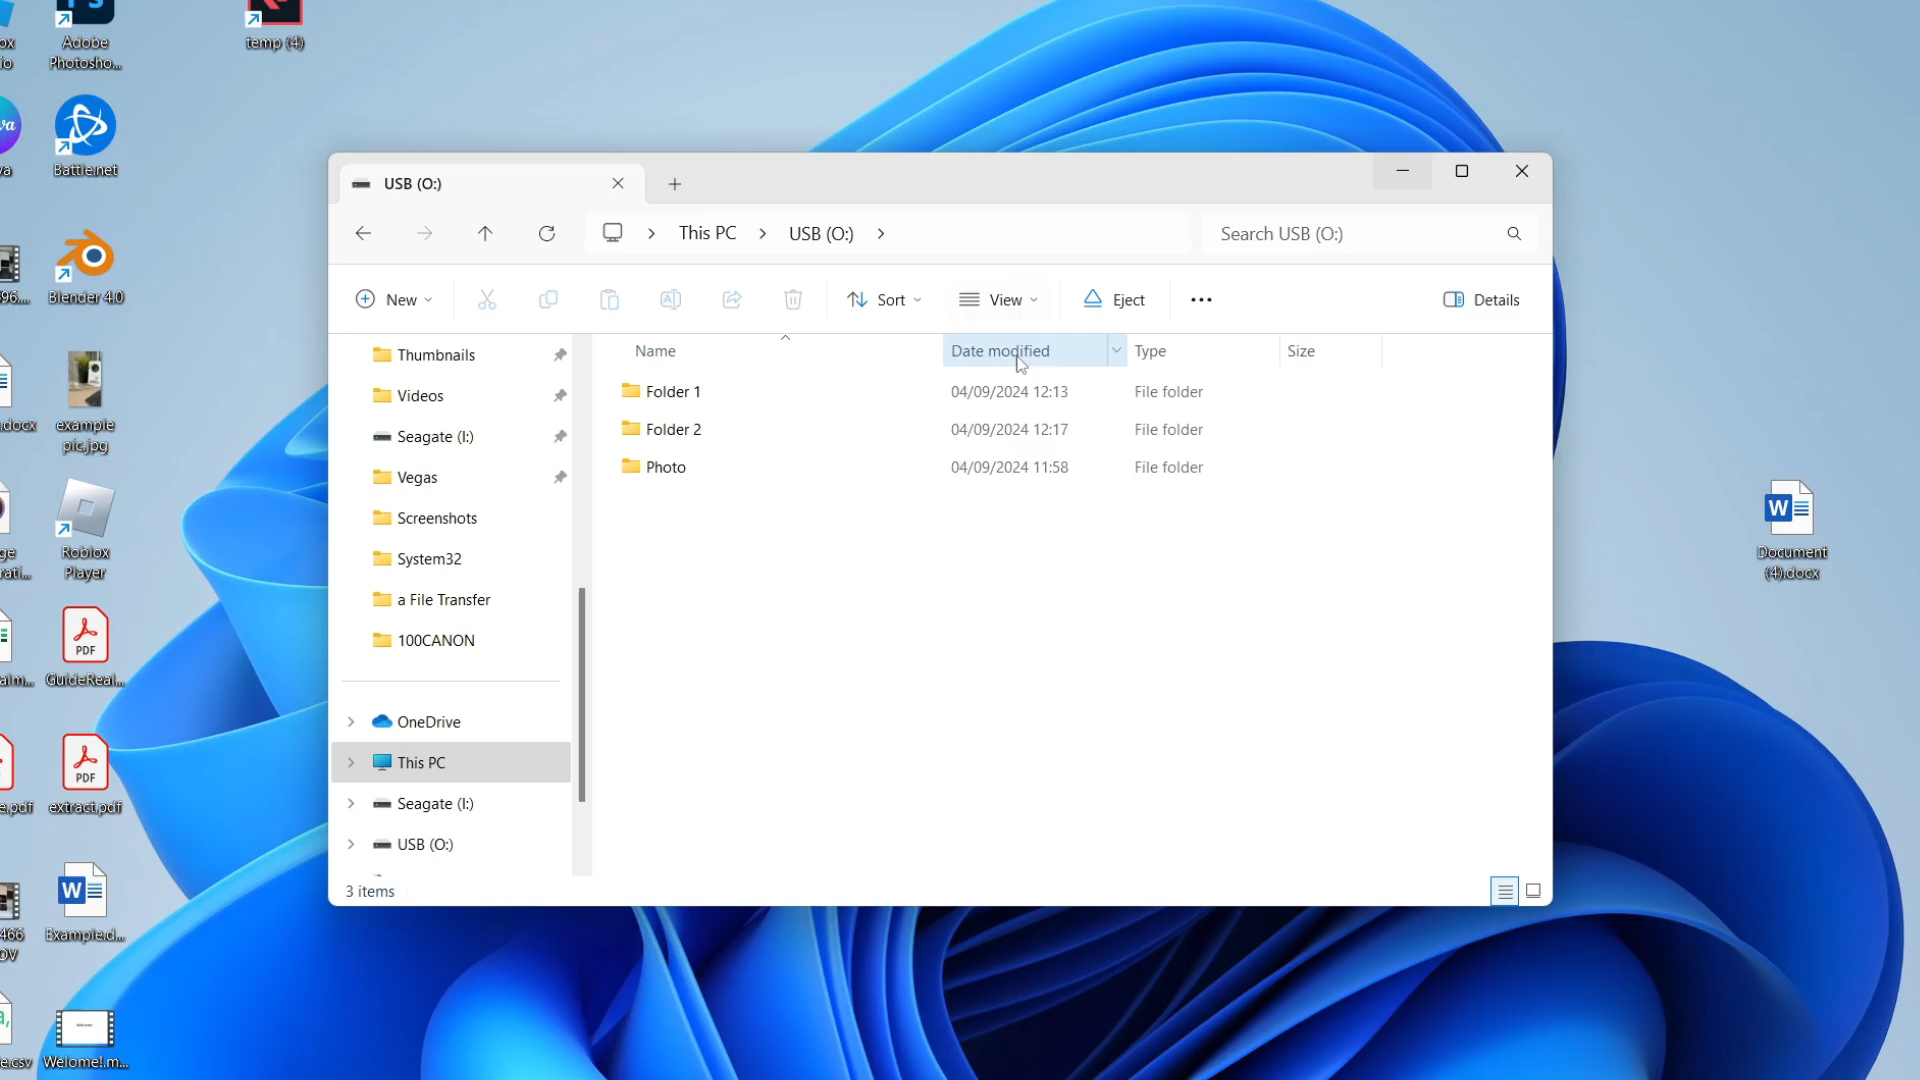 Adobe
Photosho...
temp (4)
Battle.net
Blender 4.0
.docx
example
pic.jpg
Roblox
Player
PDF
GuideReal...
PDF
extract.pdf
W
Example.d...
466
OV
.csv
Welome!.m...
USB (O:)
This PC
USB (O:)
Search USB (O:)
New
Sort
View
Eject
Details
Thumbnails
Videos
Seagate (I:)
Vegas
Screenshots
System32
a File Transfer
100CANON
OneDrive
This PC
Seagate (I:)
USB (O:)
Name Date modified Type Size
Folder 1 04/09/2024 12:13 File folder
Folder 2 04/09/2024 12:17 File folder
Photo 04/09/2024 11:58 File folder
3 items
W
Document
(4).docx